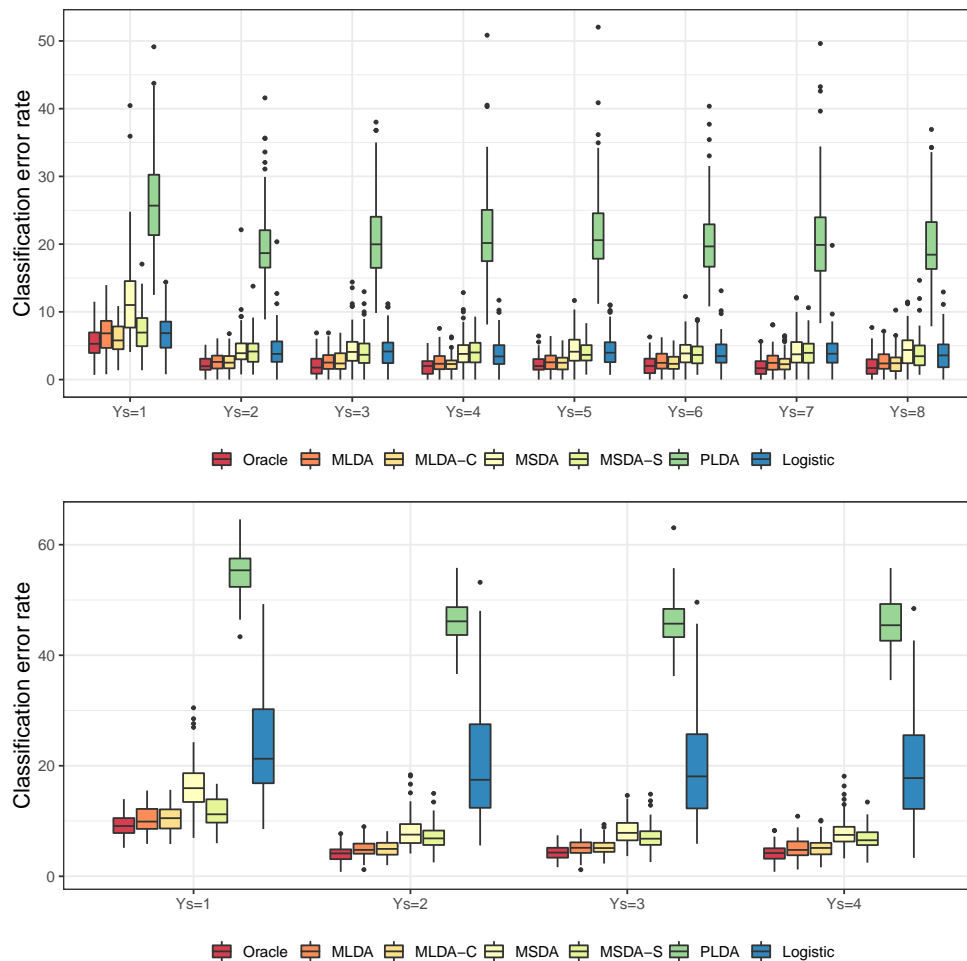 Classification error rate
50
40
30
20
10
0
Ys=1 Ys=2 Ys=3 Ys=4 Ys=5 Ys=6 Ys=7 Ys=8
Oracle MLDA MLDA−C MSDA MSDA−S PLDA Logistic
Classification error rate
60
40
20
0
Ys=1 Ys=2 Ys=3 Ys=4
Oracle MLDA MLDA−C MSDA MSDA−S PLDA Logistic